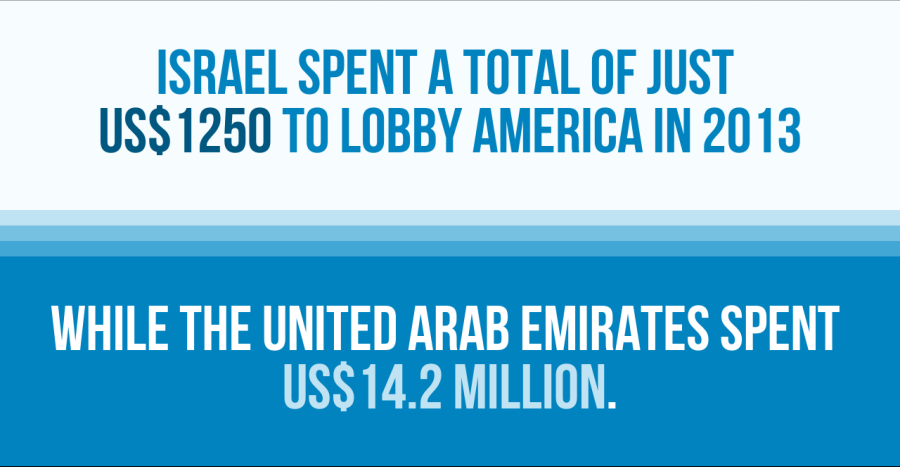 ISRAEL SPENT A TOTAL OF JUST
US$1250 TO LOBBY AMERICA IN 2013
WHILE THE UNITED ARAB EMIRATES SPENT
US$14.2 MILLION.